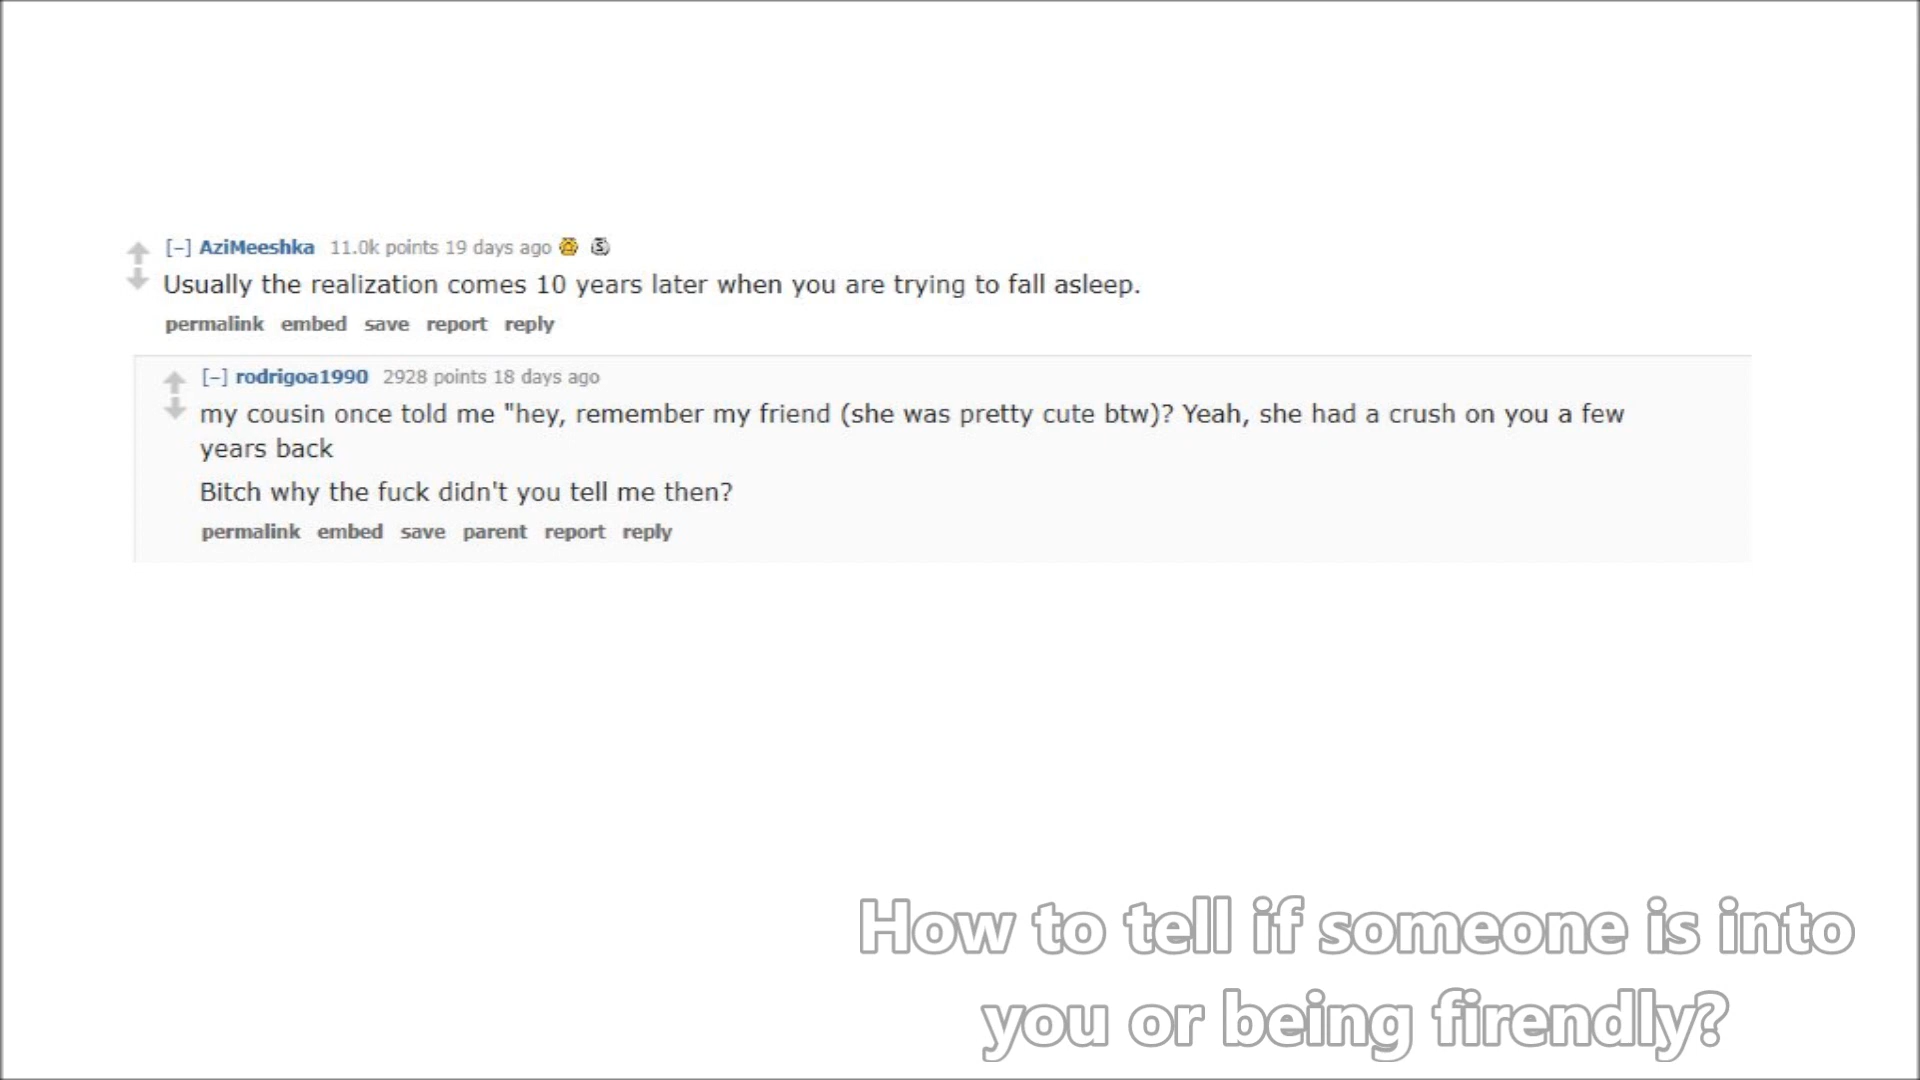 [–] AziMeeshka 11.0k points 19 days ago
Usually the realization comes 10 years later when you are trying to fall asleep.
permalink embed save report reply
[–] rodrigoa1990 2928 points 18 days ago
my cousin once told me "hey, remember my friend (she was pretty cute btw)? Yeah, she had a crush on you a few
years back
Bitch why the fuck didn't you tell me then?
permalink embed save parent report reply
How to tell if someone is into
you or being firendly?